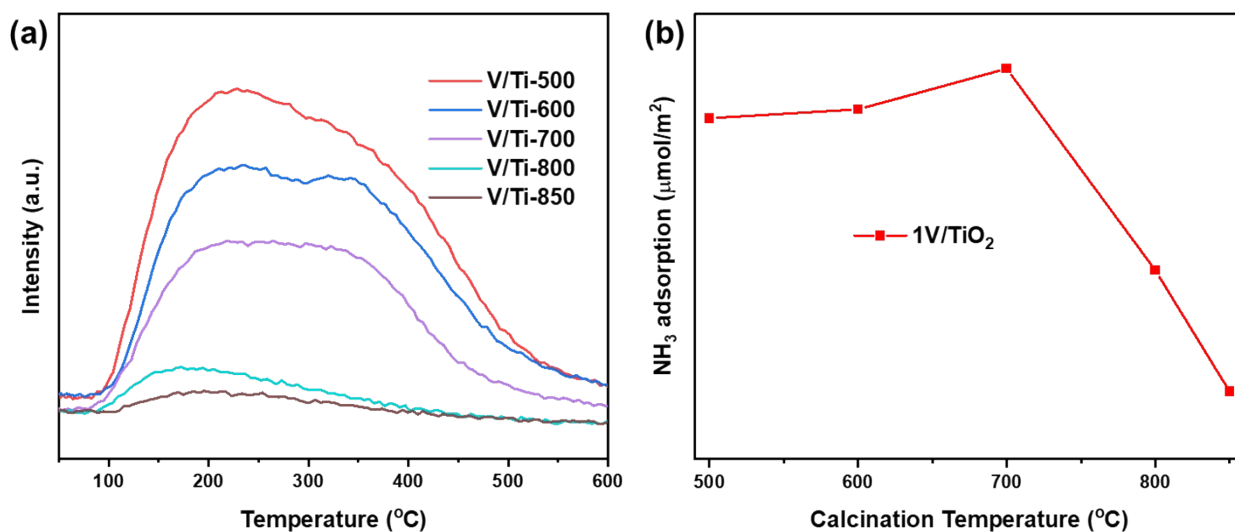 (a)
V/Ti-500
V/Ti-600
V/Ti-700
V/Ti-800
V/Ti-850
Intensity (a.u.)
100 200 300 400 500 600
Temperature (°C)
(b)
1V/TiO₂
NH₃ adsorption (μmol/m²)
500 600 700 800
Calcination Temperature (°C)